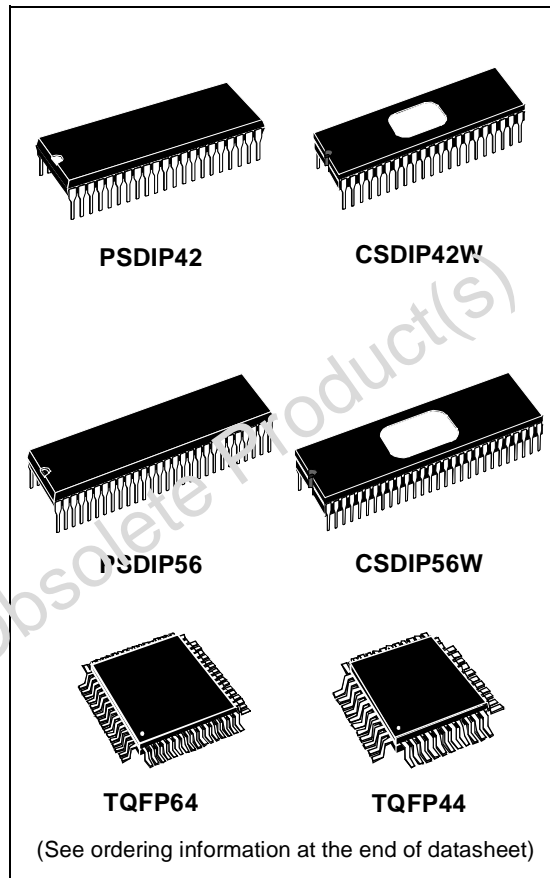 PSDIP42
CSDIP42W
PSDIP56
CSDIP56W
TQFP64
TQFP44
(See ordering information at the end of datasheet)
Obsolete Product(s)